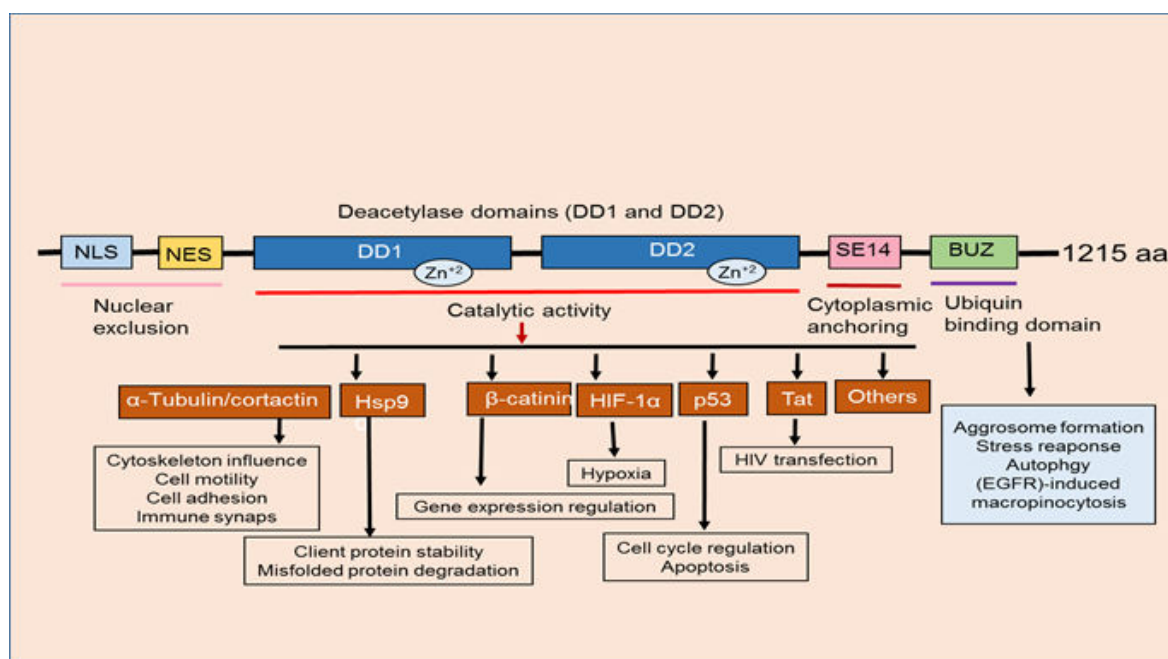 Deacetylase domains (DD1 and DD2)
NLS NES DD1 DD2 SE14 BUZ 1215 aa
Zn+2 Zn+2
Nuclear
exclusion
Catalytic activity
Cytoplasmic
anchoring
Ubiquin
binding domain
α-Tubulin/cortactin
Hsp9
0
β-catinin
HIF-1α
p53
Tat
Others
Cytoskeleton influence
Cell motility
Cell adhesion
Immune synaps
Client protein stability
Misfolded protein degradation
Gene expression regulation
Hypoxia
Cell cycle regulation
Apoptosis
HIV transfection
Aggrosome formation
Stress reaponse
Autophgy
(EGFR)-induced
macropinocytosis